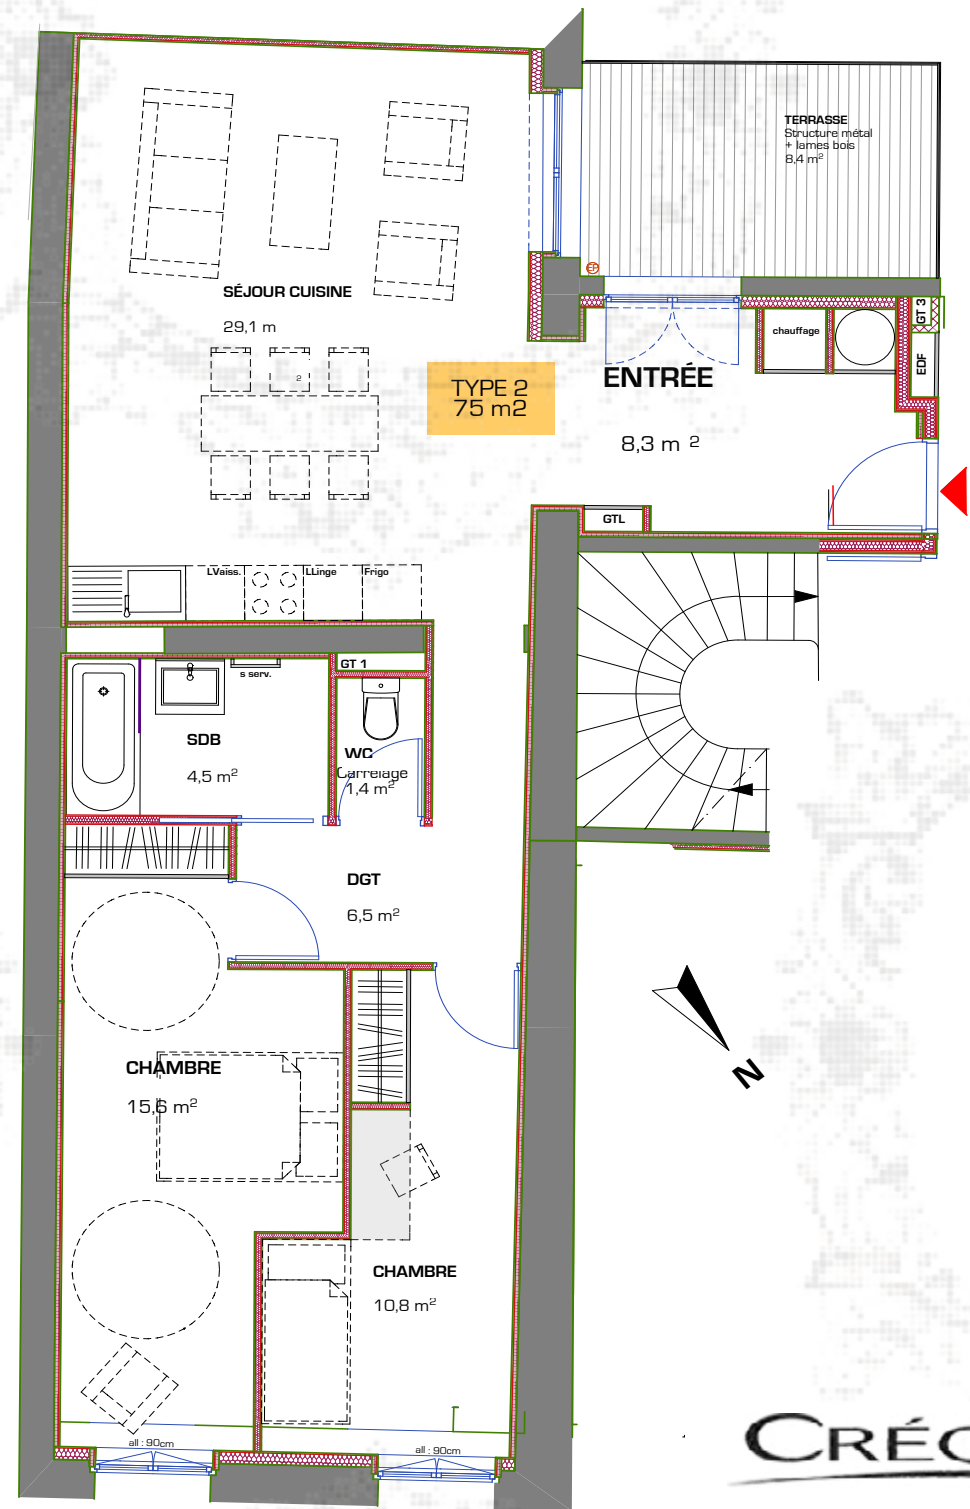 TERRASSE
Structure métal
+ lames bois
8,4 m²
EP
SÉJOUR CUISINE
29,1 m
2
TYPE 2
75 m2
ENTRÉE
8,3 m 2
chauffage
GT 3
EDF
GTL
LVaiss.
LLinge
Frigo
GT 1
s serv.
SDB
4,5 m²
WC
Carrelage
1,4 m²
DGT
6,5 m²
CHAMBRE
15,6 m²
CHAMBRE
10,8 m²
N
all : 90cm
all : 90cm